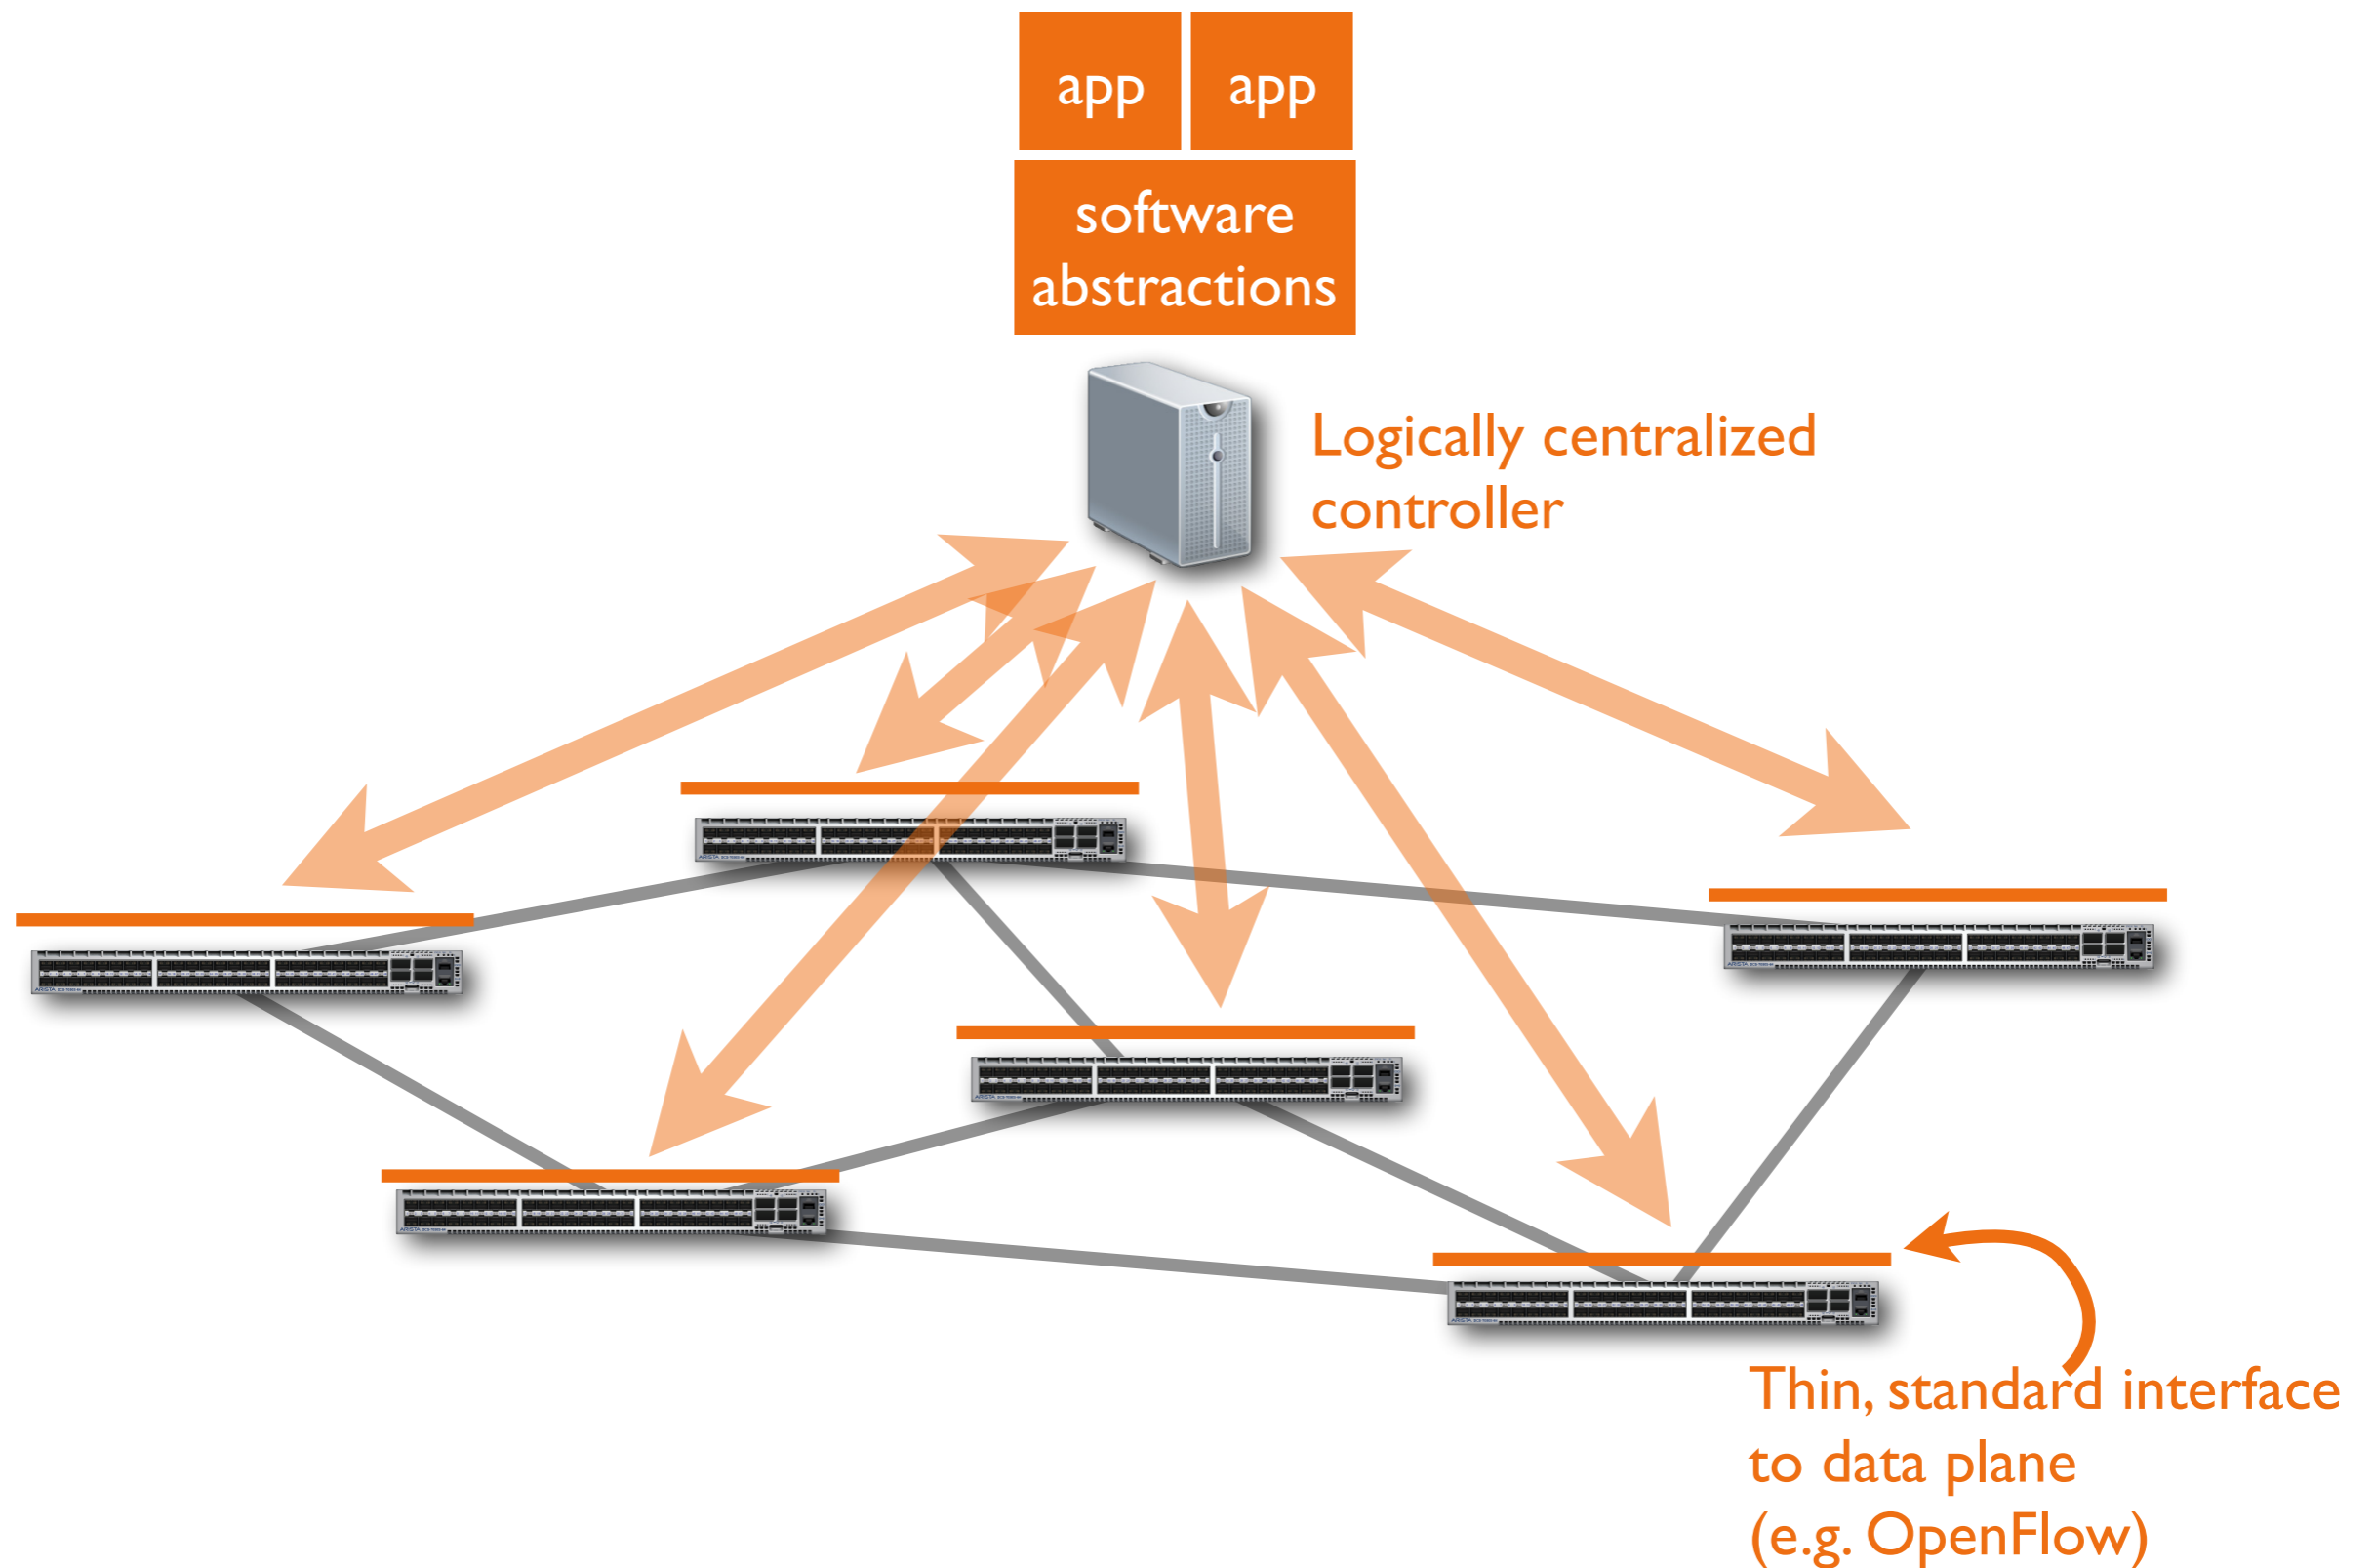 app app
software
abstractions
Logically centralized
controller
Thin, standard interface
to data plane
(e.g. OpenFlow)